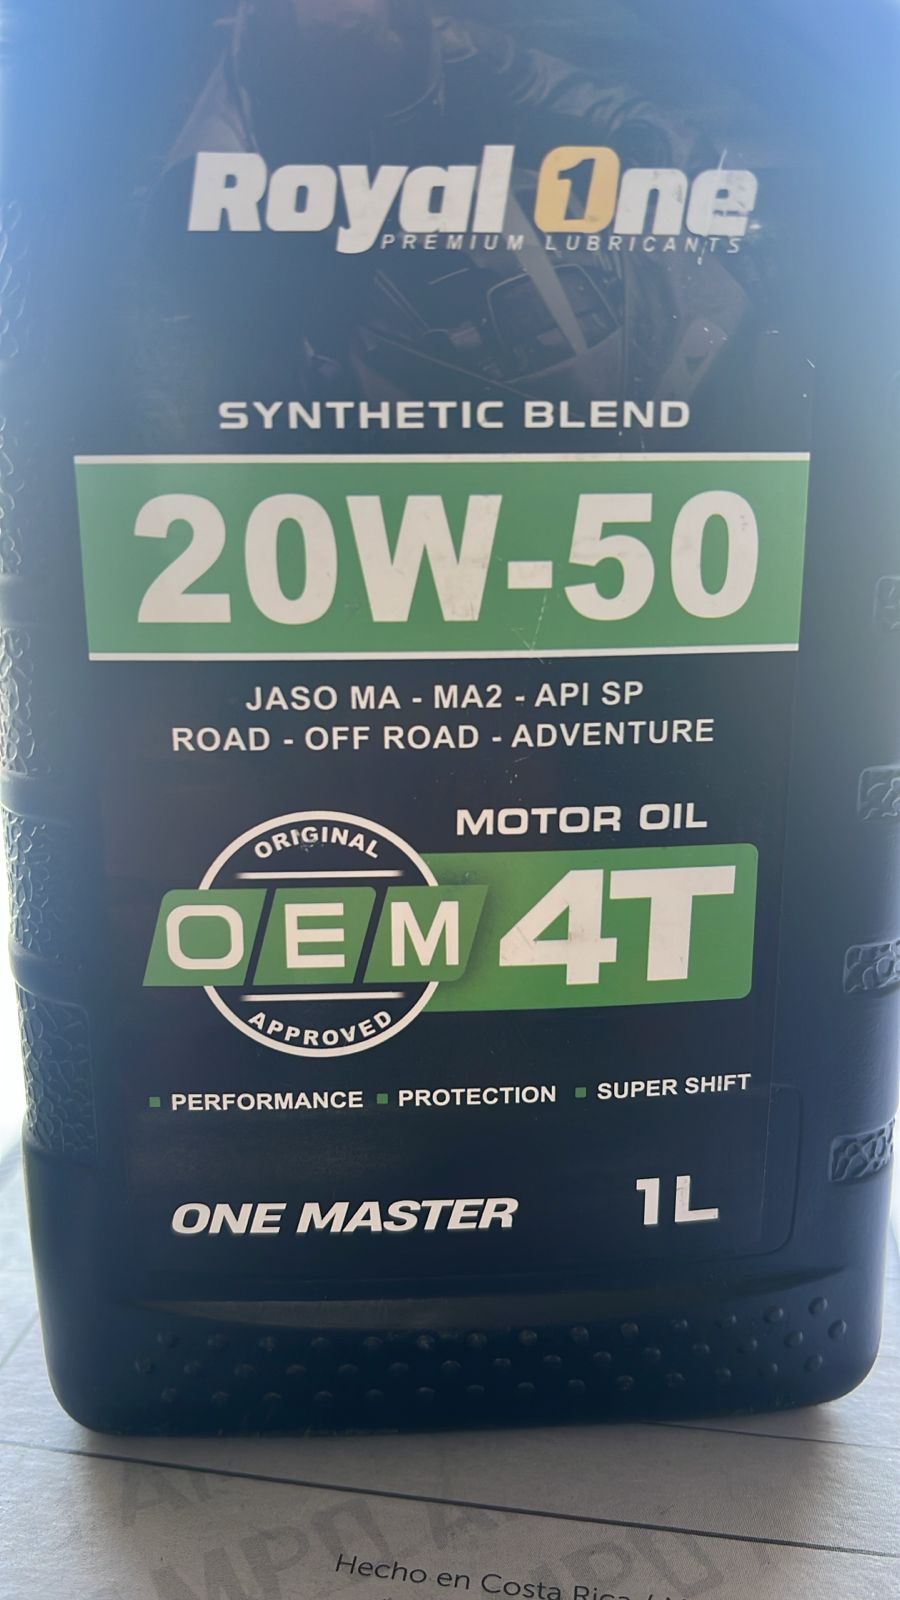 Royal One
PREMIUM LUBRICANTS
SYNTHETIC BLEND
20W-50
JASO MA - MA2 - API SP
ROAD - OFF ROAD - ADVENTURE
MOTOR OIL
ORIGINAL
OEM 4T
APPROVED
PERFORMANCE PROTECTION SUPER SHIFT
ONE MASTER 1L
Hecho en Costa Rica /